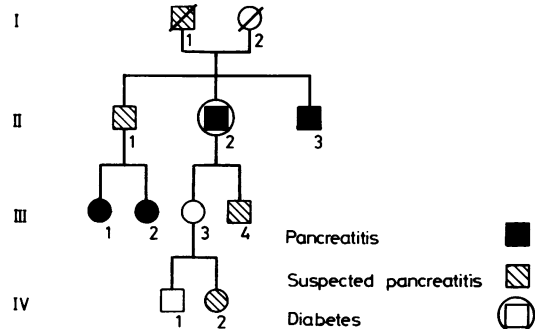 I
1 2
II
1 2 3
III
1 2 3 4
Pancreatitis
Suspected pancreatitis
IV
1 2
Diabetes